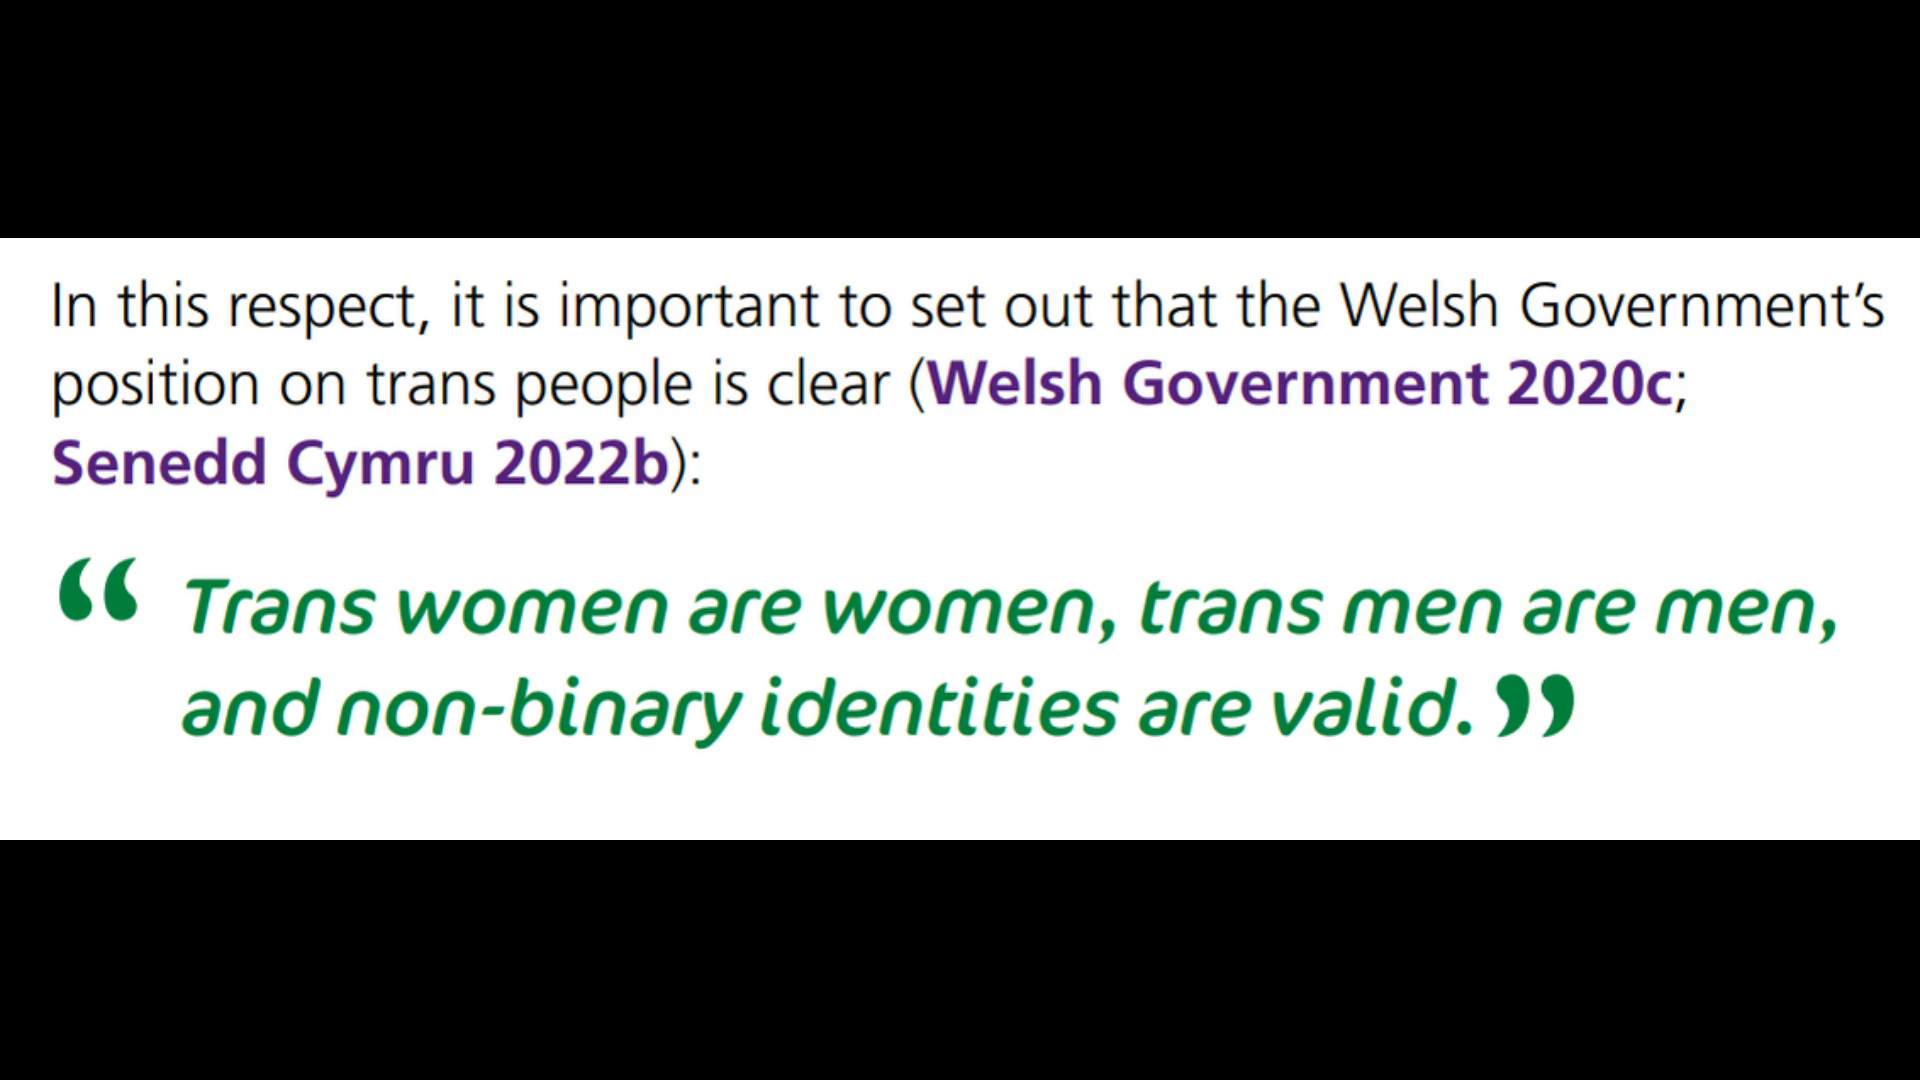 In this respect, it is important to set out that the Welsh Government’s
position on trans people is clear (Welsh Government 2020c;
Senedd Cymru 2022b):
“ Trans women are women, trans men are men,
and non-binary identities are valid. ”